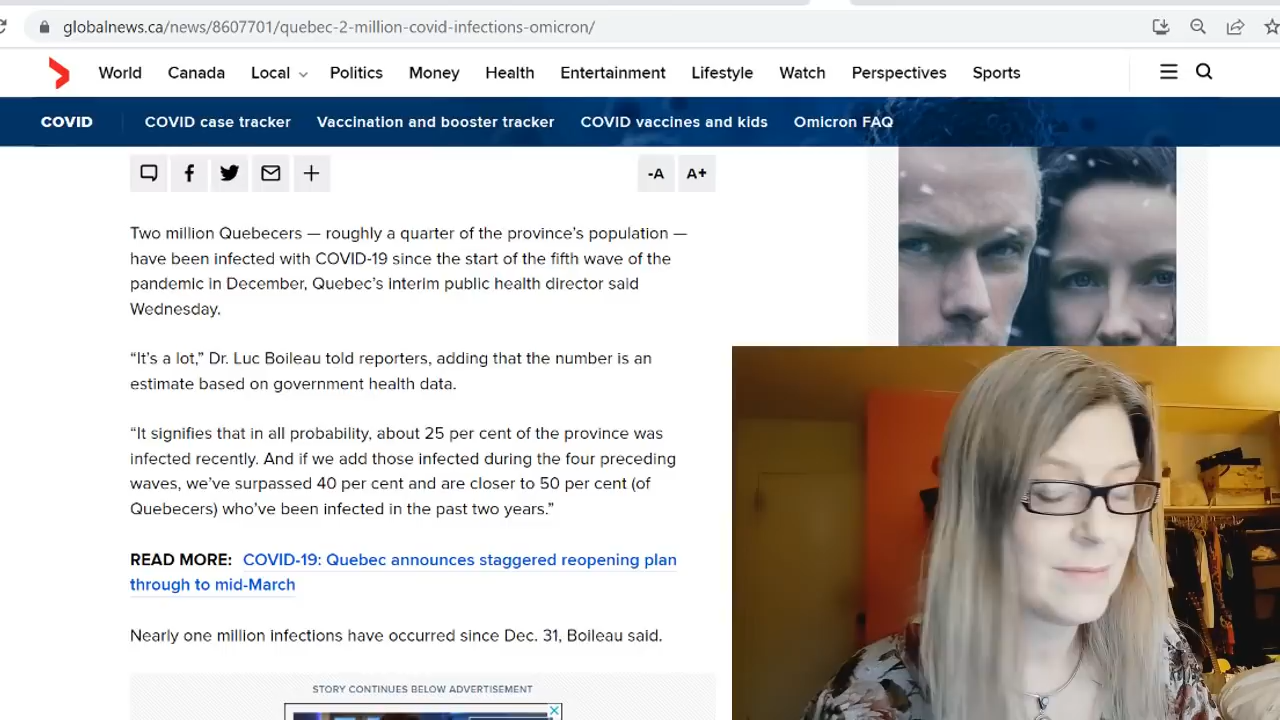 globalnews.ca/news/8607701/quebec-2-million-covid-infections-omicron/
World Canada Local Politics Money Health Entertainment Lifestyle Watch Perspectives Sports
COVID COVID case tracker Vaccination and booster tracker COVID vaccines and kids Omicron FAQ
-A A+
Two million Quebecers — roughly a quarter of the province’s population —
have been infected with COVID-19 since the start of the fifth wave of the
pandemic in December, Quebec’s interim public health director said
Wednesday.
“It’s a lot,” Dr. Luc Boileau told reporters, adding that the number is an
estimate based on government health data.
“It signifies that in all probability, about 25 per cent of the province was
infected recently. And if we add those infected during the four preceding
waves, we’ve surpassed 40 per cent and are closer to 50 per cent (of
Quebecers) who’ve been infected in the past two years.”
READ MORE: COVID-19: Quebec announces staggered reopening plan
through to mid-March
Nearly one million infections have occurred since Dec. 31, Boileau said.
STORY CONTINUES BELOW ADVERTISEMENT